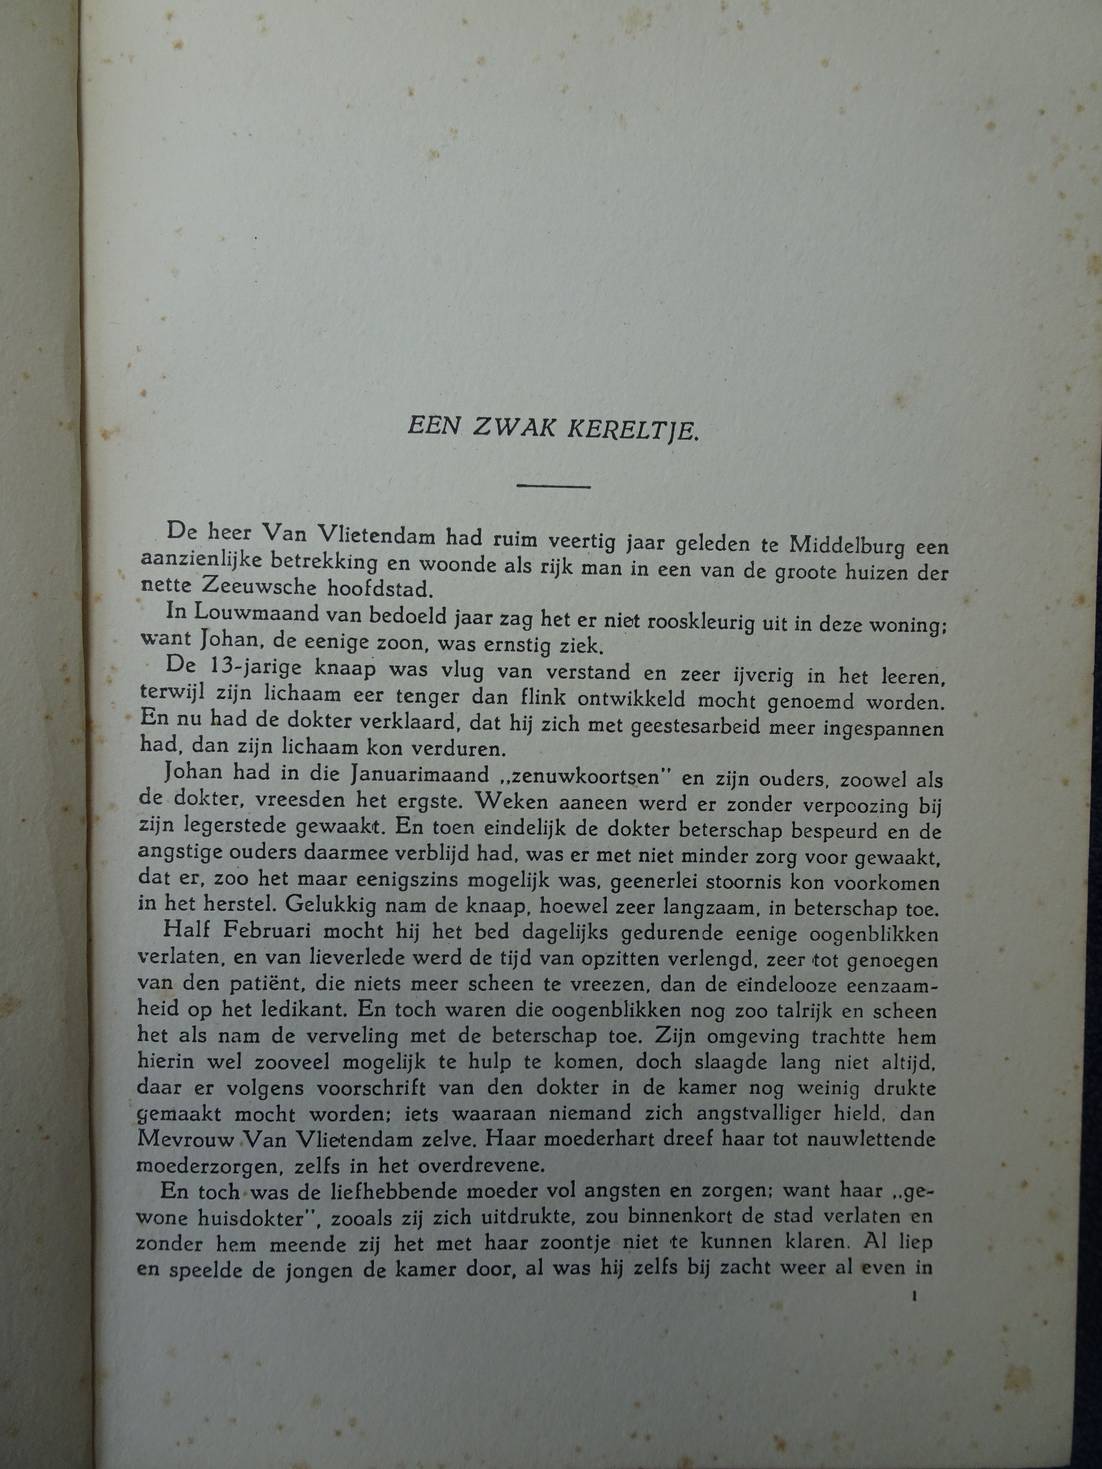 EEN ZWAK KERELTJE.
De heer Van Vlietendam had ruim veertig jaar geleden te Middelburg een
aanzienlijke betrekking en woonde als rijk man in een van de groote huizen der
nette Zeeuwsche hoofdstad.
In Louwmaand van bedoeld jaar zag het er niet rooskleurig uit in deze woning;
want Johan, de eenige zoon, was ernstig ziek.
De 13-jarige knaap was vlug van verstand en zeer ijverig in het leeren,
terwijl zijn lichaam eer tenger dan flink ontwikkeld mocht genoemd worden.
En nu had de dokter verklaard, dat hij zich met geestesarbeid meer ingespannen
had, dan zijn lichaam kon verduren.
Johan had in die Januarimaand „zenuwkoortsen” en zijn ouders, zoowel als
de dokter, vreesden het ergste. Weken aaneen werd er zonder verpoozing bij
zijn legerstede gewaakt. En toen eindelijk de dokter beterschap bespeurd en de
angstige ouders daarmee verblijd had, was er met niet minder zorg voor gewaakt,
dat er, zoo het maar eenigszins mogelijk was, geenerlei stoornis kon voorkomen
in het herstel. Gelukkig nam de knaap, hoewel zeer langzaam, in beterschap toe.
Half Februari mocht hij het bed dagelijks gedurende eenige oogenblikken
verlaten, en van lieverlede werd de tijd van opzitten verlengd, zeer tot genoegen
van den patiënt, die niets meer scheen te vreezen, dan de eindelooze eenzaam-
heid op het ledikant. En toch waren die oogenblikken nog zoo talrijk en scheen
het als nam de verveling met de beterschap toe. Zijn omgeving trachtte hem
hierin wel zooveel mogelijk te hulp te komen, doch slaagde lang niet altijd,
daar er volgens voorschrift van den dokter in de kamer nog weinig drukte
gemaakt mocht worden; iets waaraan niemand zich angstvalliger hield, dan
Mevrouw Van Vlietendam zelve. Haar moederhart dreef haar tot nauwlettende
moederzorgen, zelfs in het overdrevene.
En toch was de liefhebbende moeder vol angsten en zorgen; want haar „ge-
wone huisdokter”, zooals zij zich uitdrukte, zou binnenkort de stad verlaten en
zonder hem meende zij het met haar zoontje niet te kunnen klaren. Al liep
en speelde de jongen de kamer door, al was hij zelfs bij zacht weer al even in
1